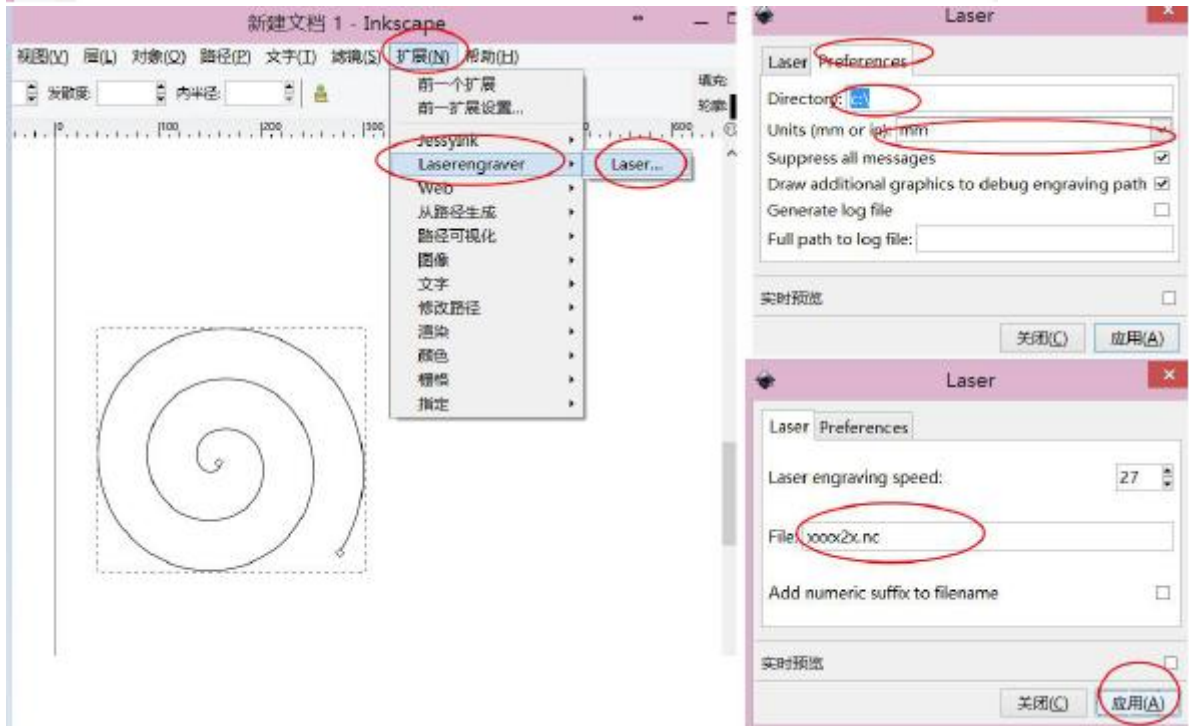 新建文档 1 - Inkscape
视图(V) 层(L) 对象(O) 路径(P) 文字(T) 滤镜(S) 扩展(N) 帮助(H)
发散度: 内半径: 填充:
轮廓:
0 100 200 300 600
前一个扩展
前一扩展设置...
JessyInk
Laserengraver Laser...
Web
从路径生成
路径可视化
图像
文字
修改路径
渲染
颜色
栅格
指定
Laser
Laser Preferences
Directory: c:\
Units (mm or in): mm
Suppress all messages
Draw additional graphics to debug engraving path
Generate log file
Full path to log file:
实时预览
关闭(C) 应用(A)
Laser
Laser Preferences
Laser engraving speed: 27
File: xxxx2x.nc
Add numeric suffix to filename
实时预览
关闭(C) 应用(A)